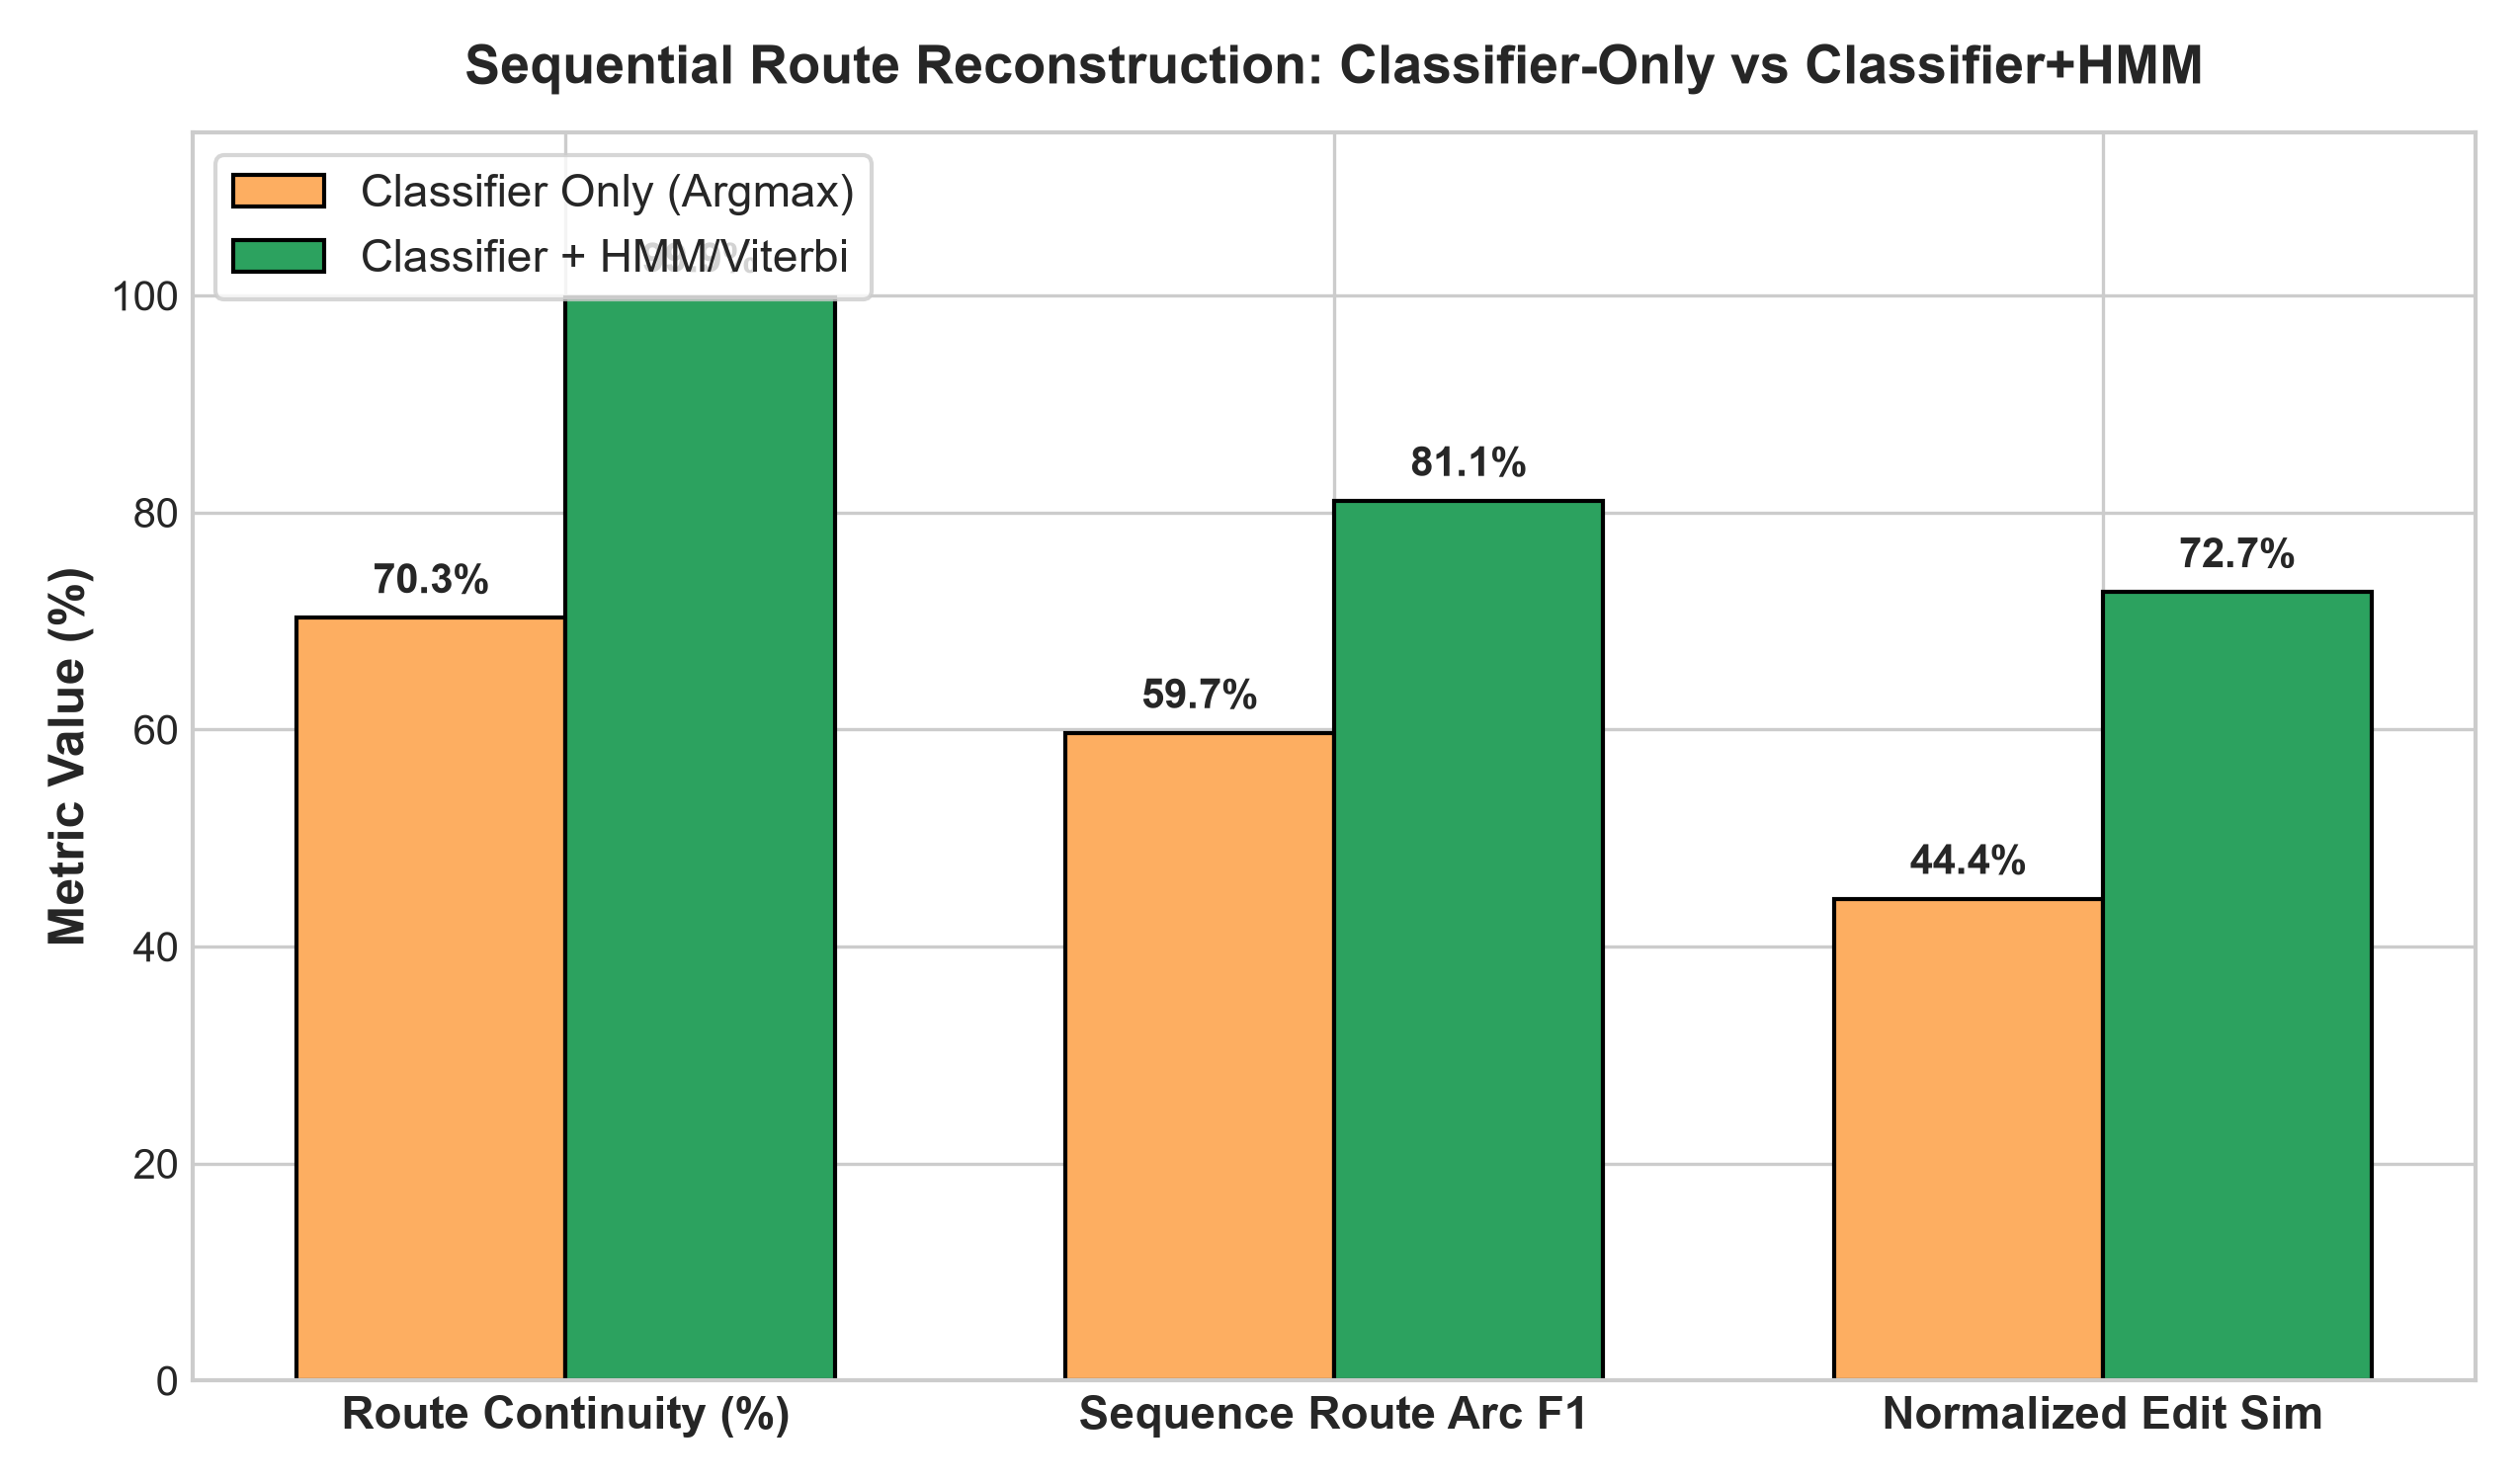 Sequential Route Reconstruction: Classifier-Only vs Classifier+HMM
Classifier Only (Argmax)
Classifier + HMM/Viterbi
Metric Value (%)
100
80
60
40
20
0
70.3%
59.7%
81.1%
44.4%
72.7%
Route Continuity (%)
Sequence Route Arc F1
Normalized Edit Sim